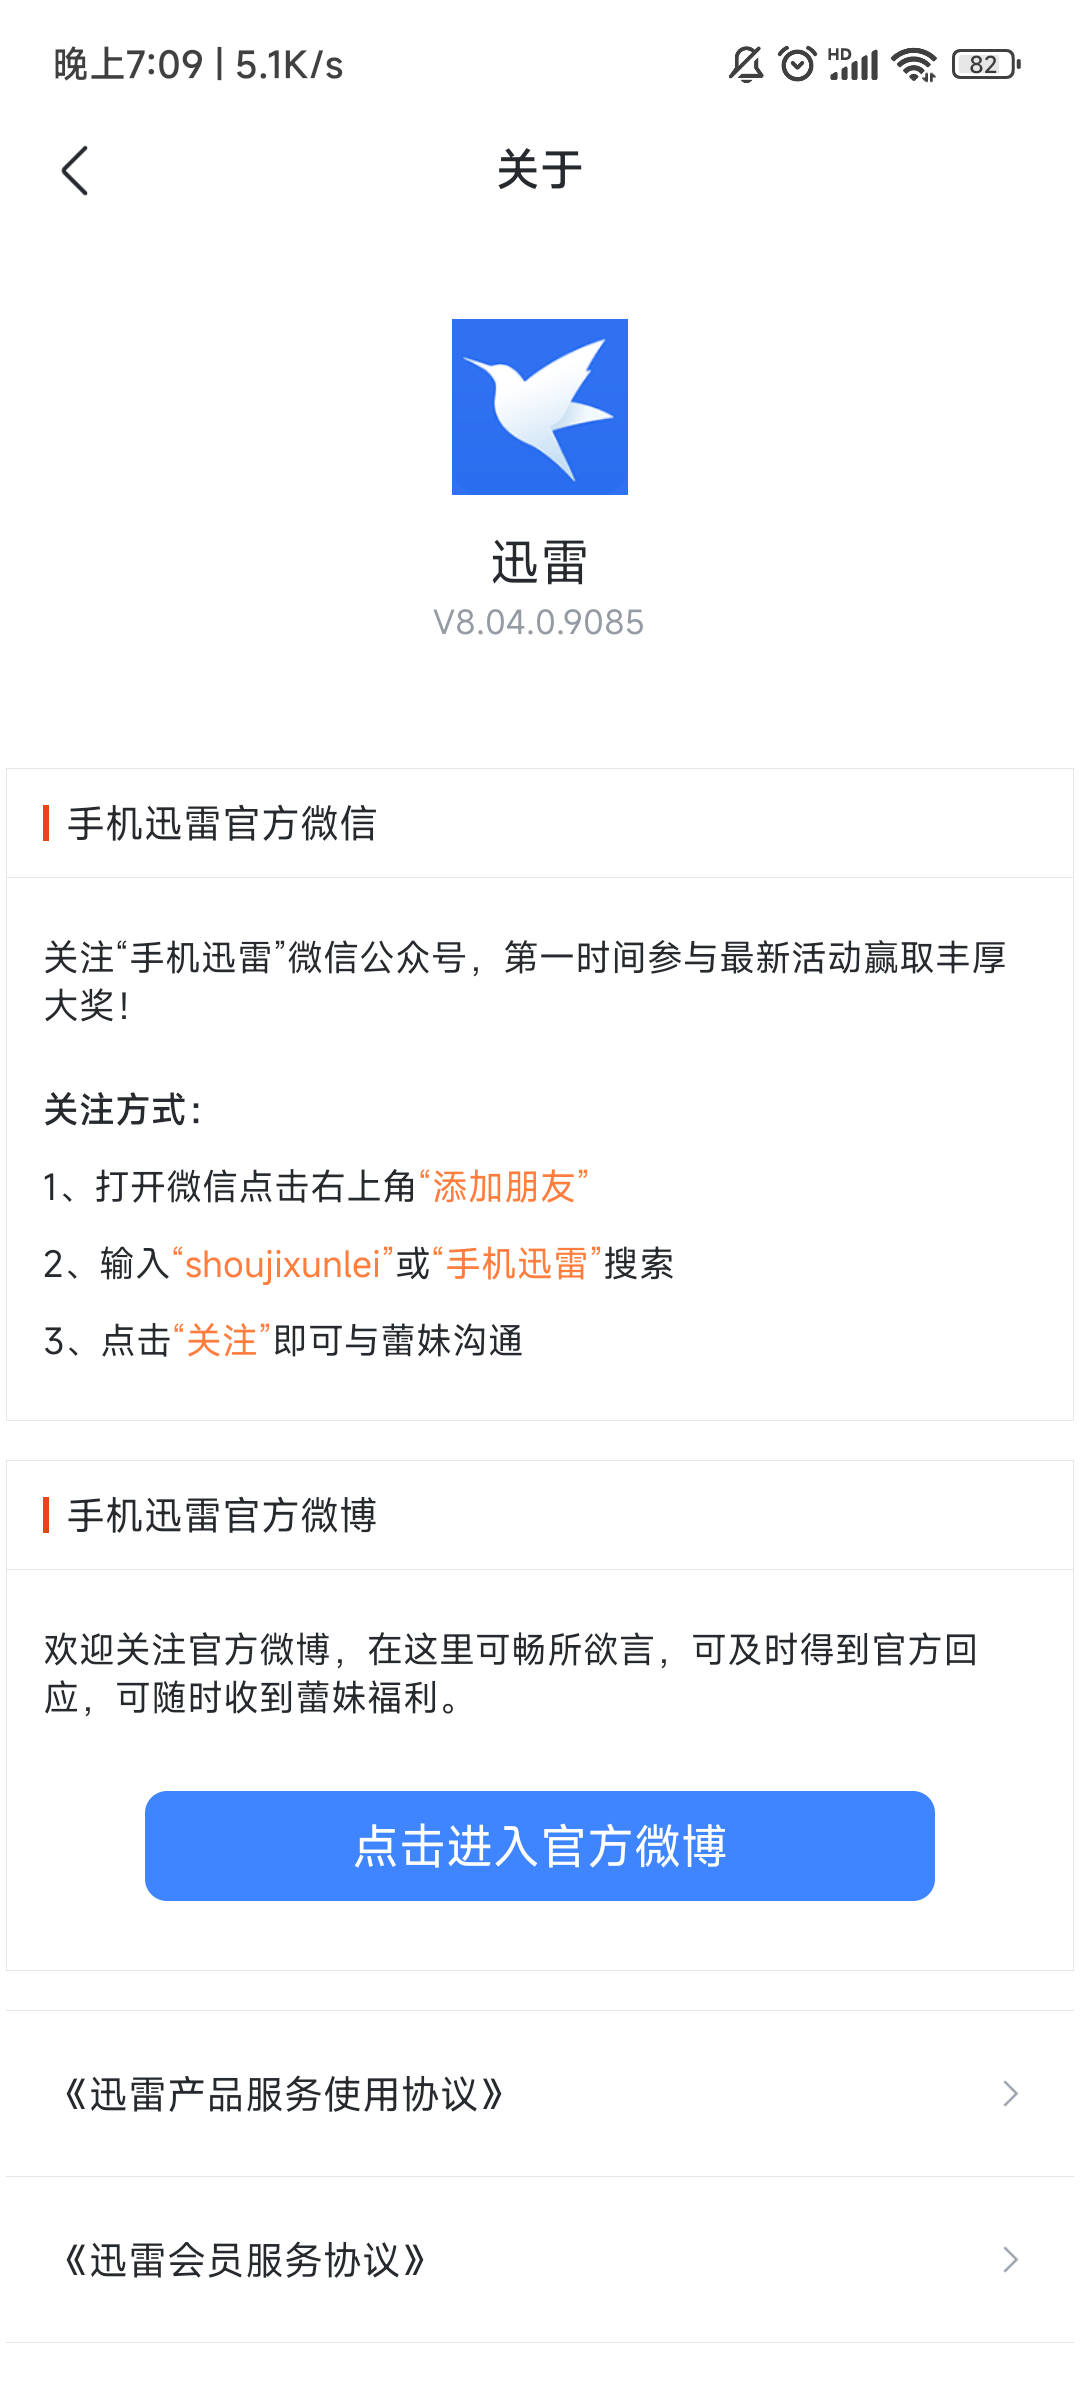 晚上7:09 | 5.1K/s
HD
82
关于
迅雷
V8.04.0.9085
手机迅雷官方微信
关注“手机迅雷”微信公众号，第一时间参与最新活动赢取丰厚
大奖！
关注方式：
1、打开微信点击右上角“添加朋友”
2、输入“shoujixunlei”或“手机迅雷”搜索
3、点击“关注”即可与蕾妹沟通
手机迅雷官方微博
欢迎关注官方微博，在这里可畅所欲言，可及时得到官方回
应，可随时收到蕾妹福利。
点击进入官方微博
《迅雷产品服务使用协议》
《迅雷会员服务协议》